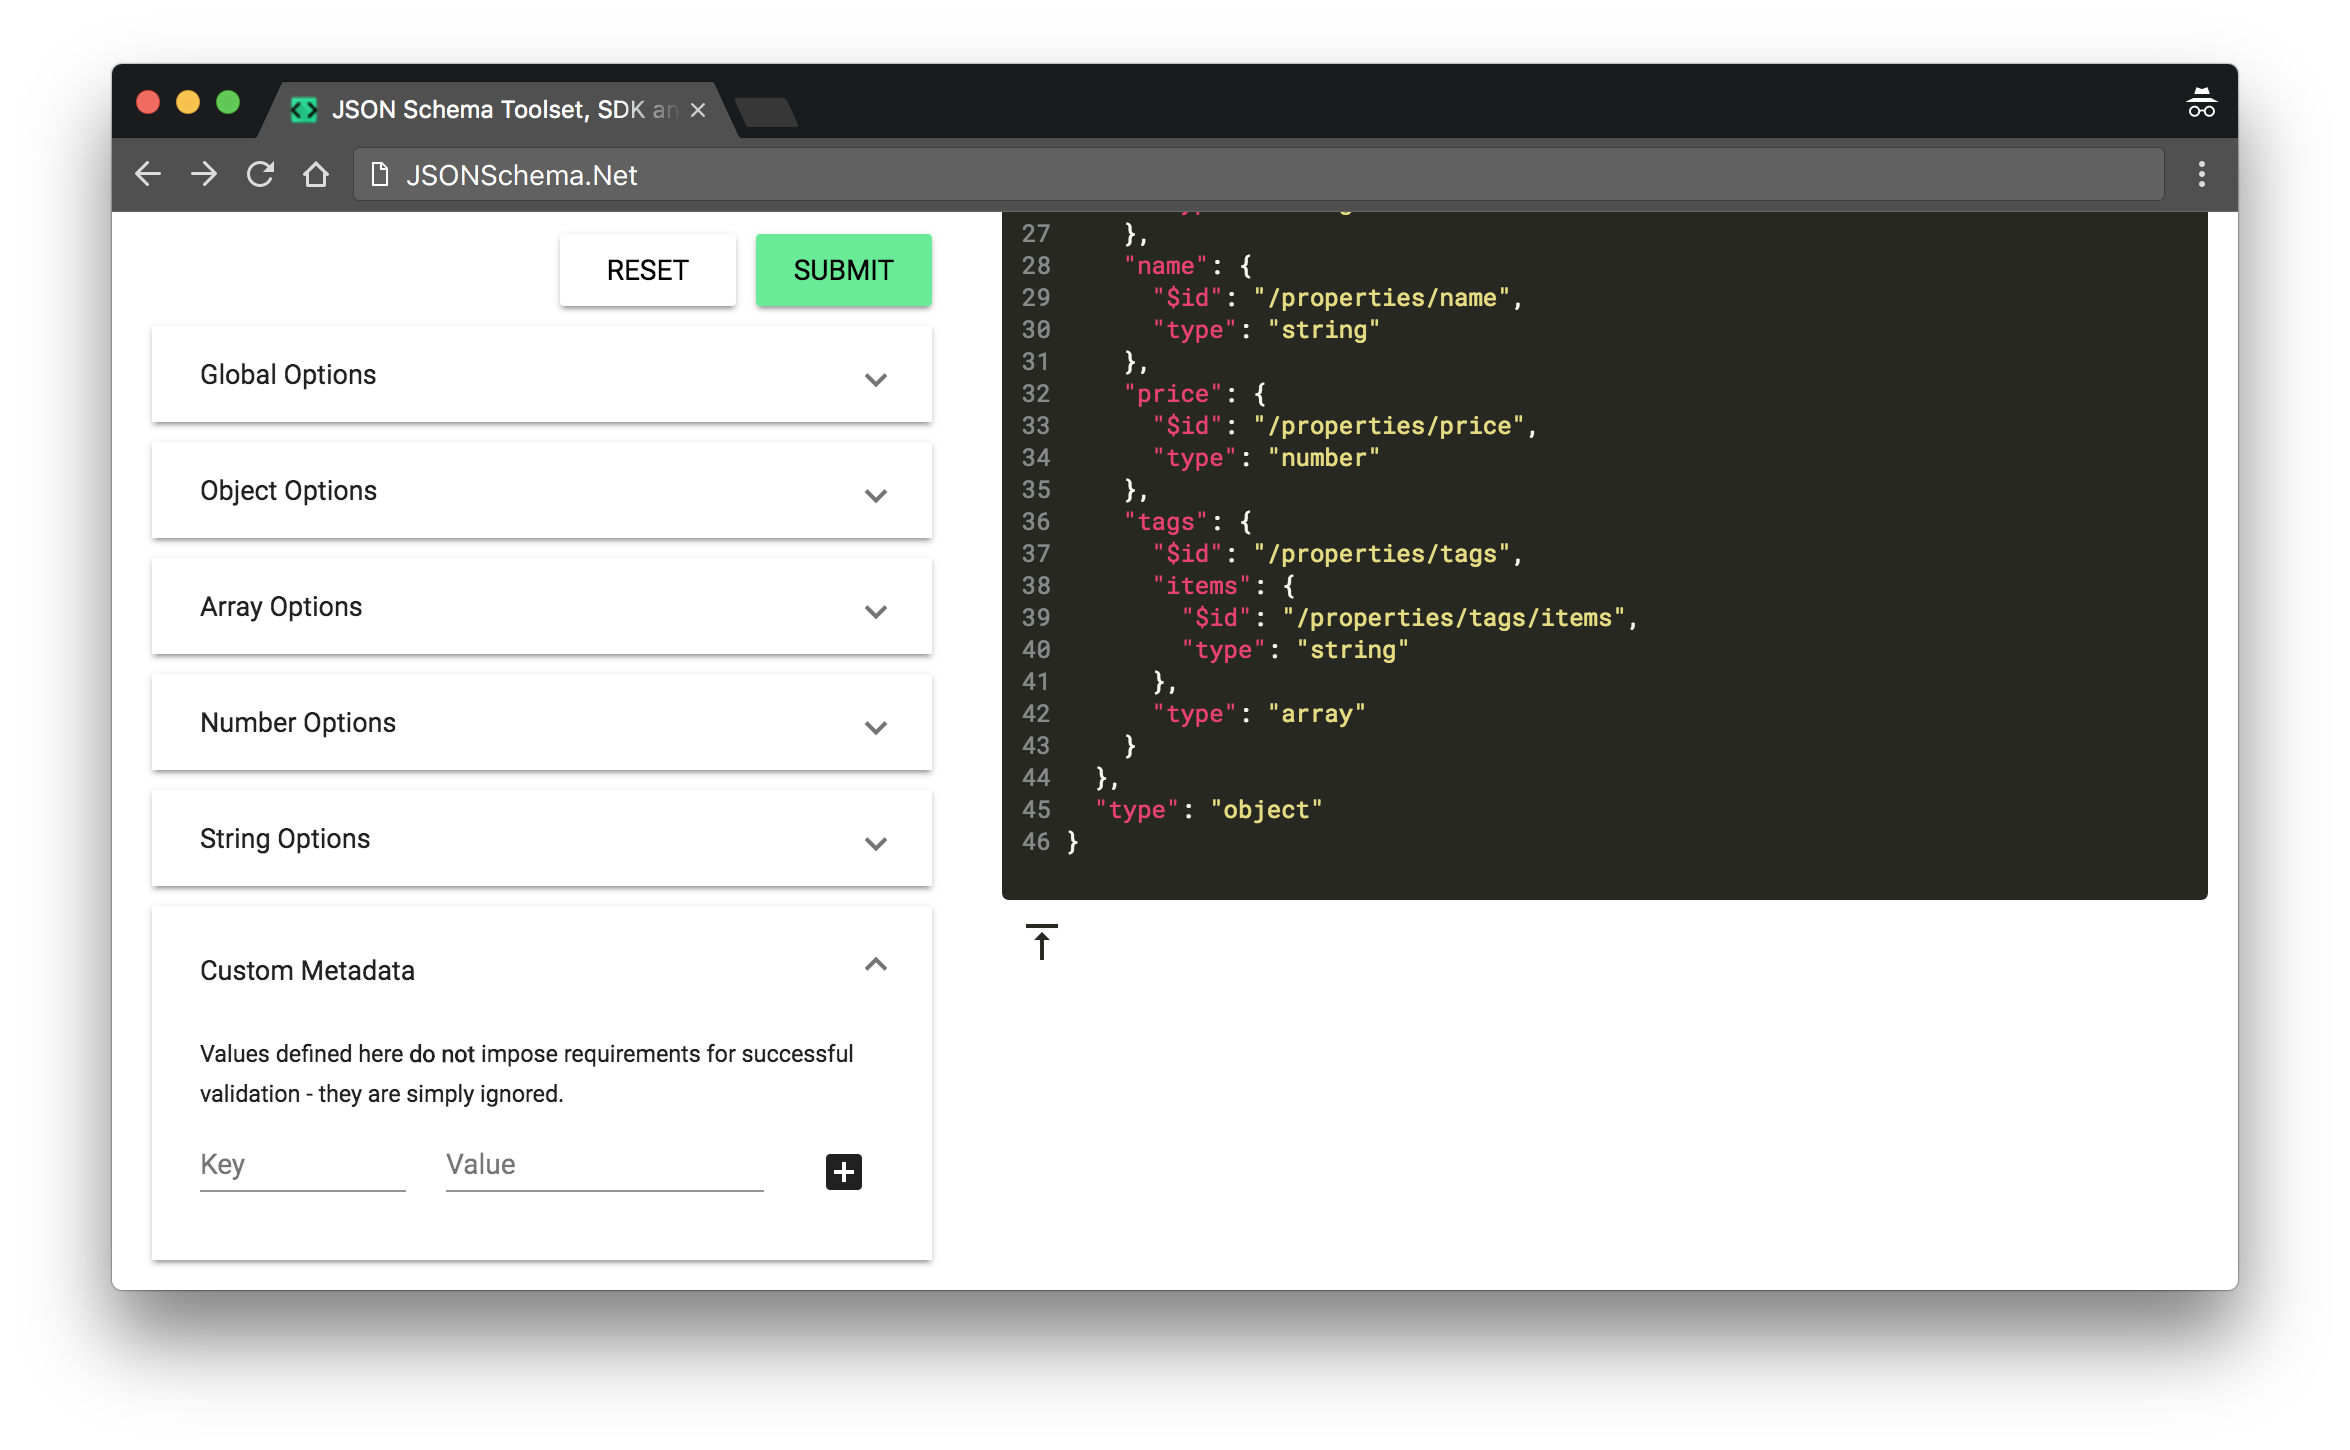 JSON Schema Toolset, SDK an
JSONSchema.Net
RESET
SUBMIT
Global Options
Object Options
Array Options
Number Options
String Options
Custom Metadata
Values defined here do not impose requirements for successful
validation - they are simply ignored.
Key
Value
27 },
28 "name": {
29 "$id": "/properties/name",
30 "type": "string"
31 },
32 "price": {
33 "$id": "/properties/price",
34 "type": "number"
35 },
36 "tags": {
37 "$id": "/properties/tags",
38 "items": {
39 "$id": "/properties/tags/items",
40 "type": "string"
41 },
42 "type": "array"
43 }
44 },
45 "type": "object"
46 }